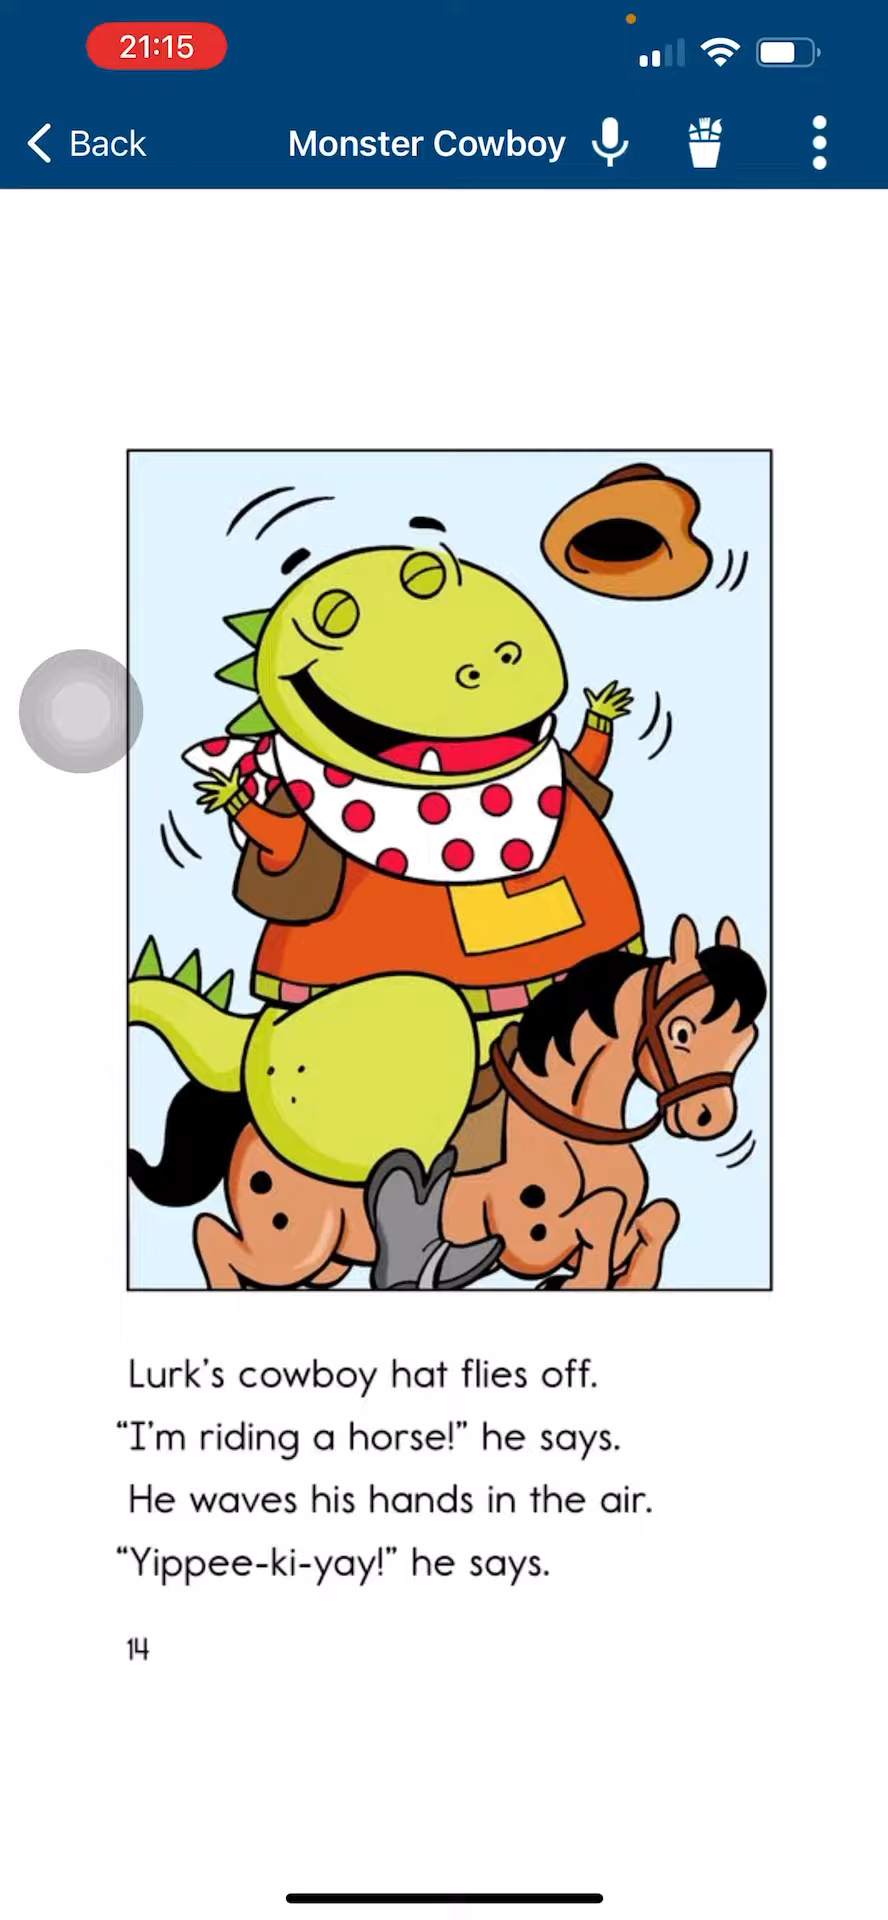 21:15
Back
Monster Cowboy
Lurk’s cowboy hat flies off.
“I’m riding a horse!” he says.
He waves his hands in the air.
“Yippee-ki-yay!” he says.
14